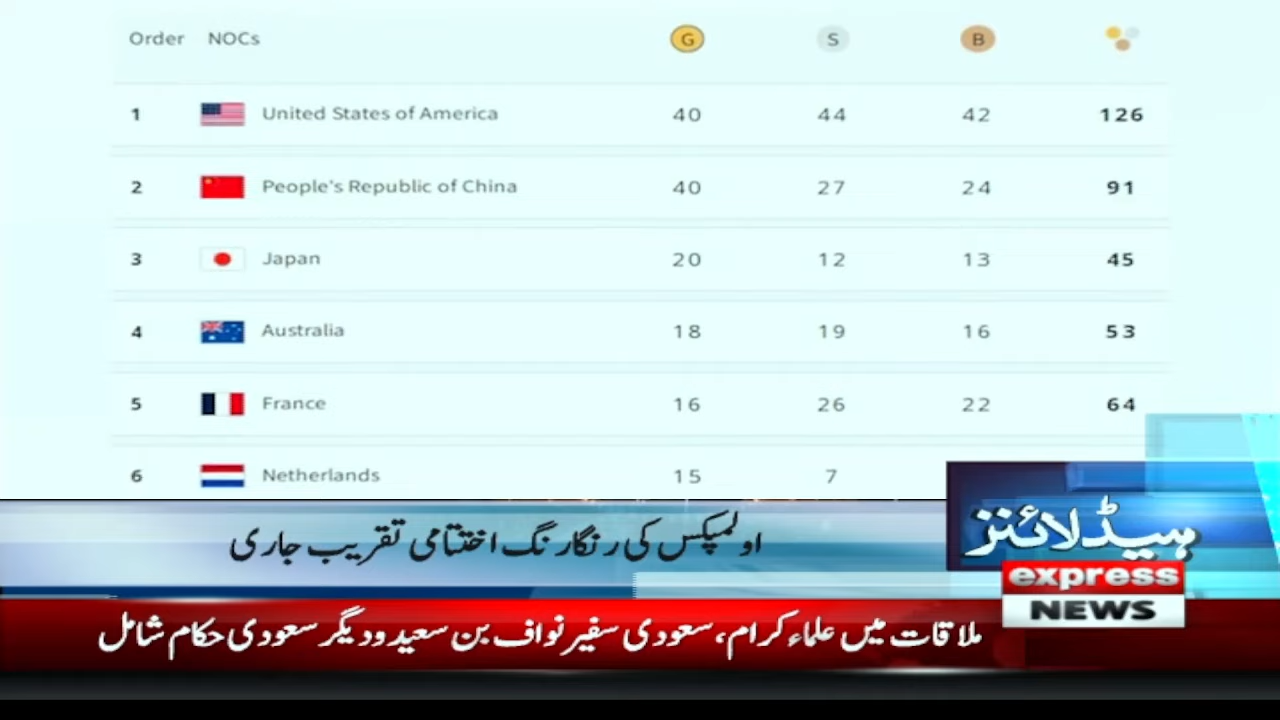 Order NOCs G S B
1 United States of America 40 44 42 126
2 People's Republic of China 40 27 24 91
3 Japan 20 12 13 45
4 Australia 18 19 16 53
5 France 16 26 22 64
6 Netherlands 15 7
اولمپکس کی رنگارنگ اختتامی تقریب جاری
ہیڈلائنز
express
NEWS
ملاقات میں علماء کرام، سعودی سفیر نواف بن سعید و دیگر سعودی حکام شامل